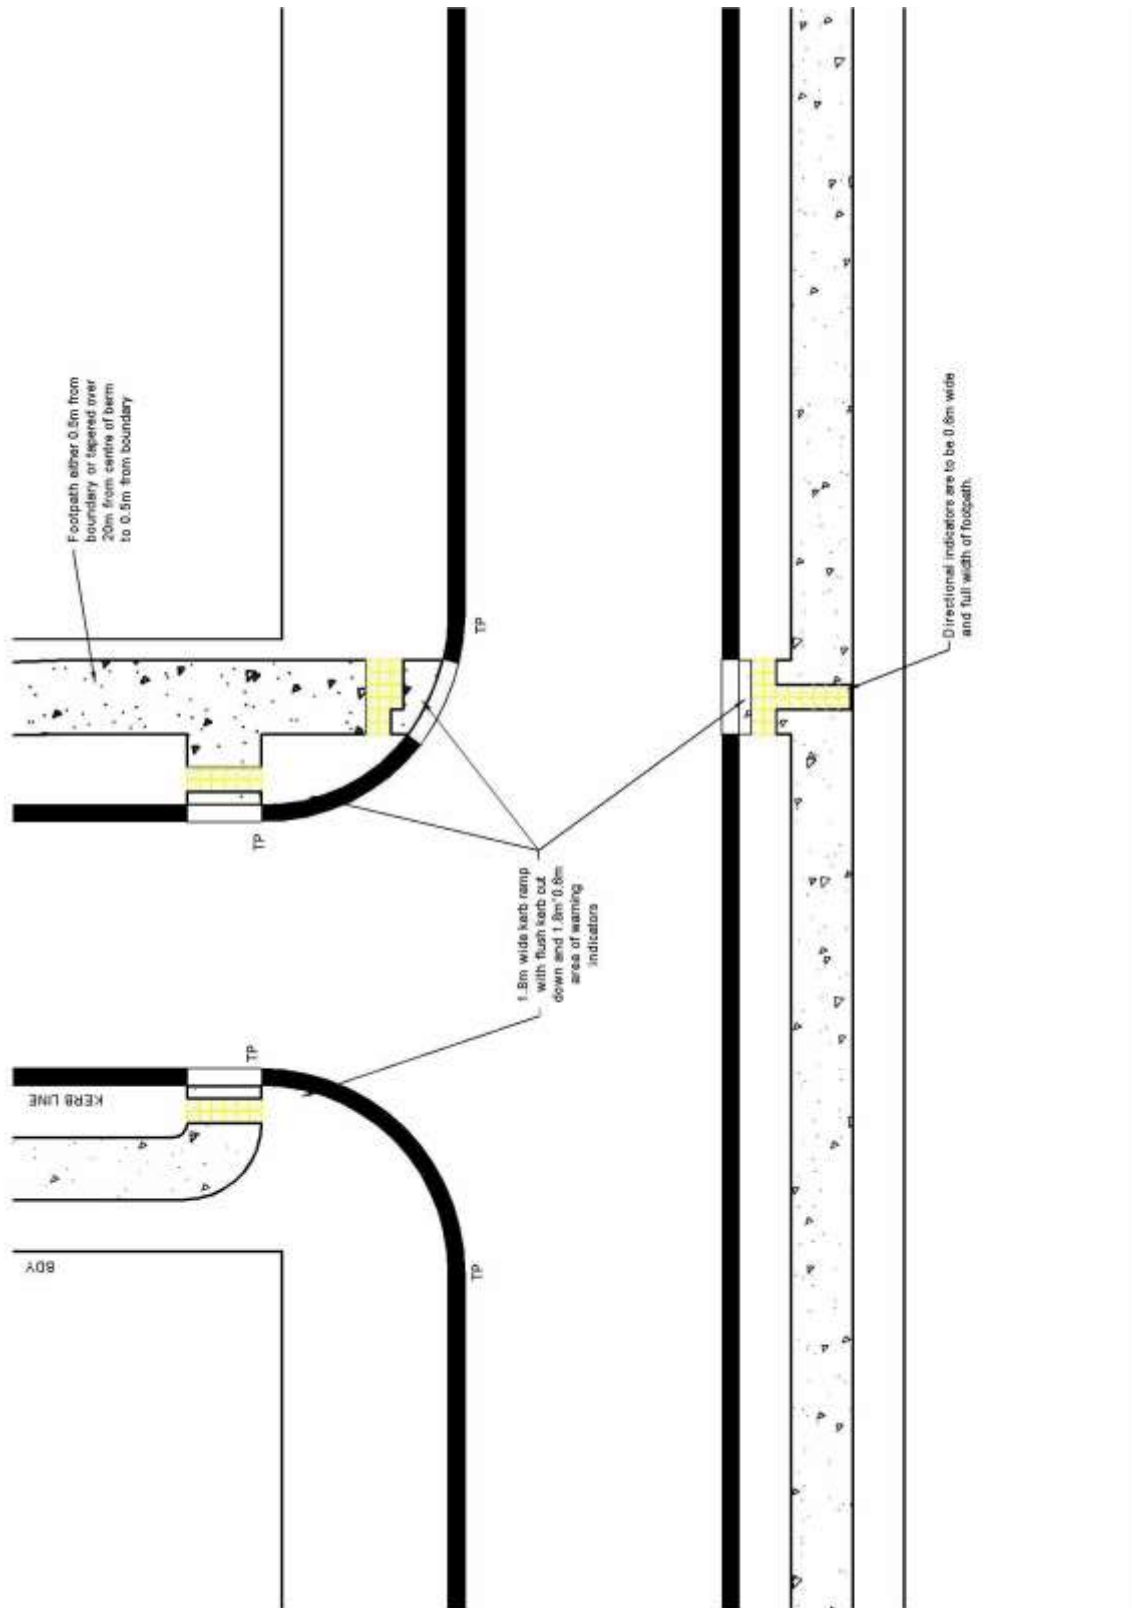 Footpath either 0.5m from
boundary or tapered over
20m from centre of berm
to 0.5m from boundary
TP
TP
1.8m wide kerb ramp
with flush kerb cut
down and 1.8m*0.6m
area of warning
indicators
Directional indicators are to be 0.6m wide
and full width of footpath.
TP
KERB LINE
TP
BDY